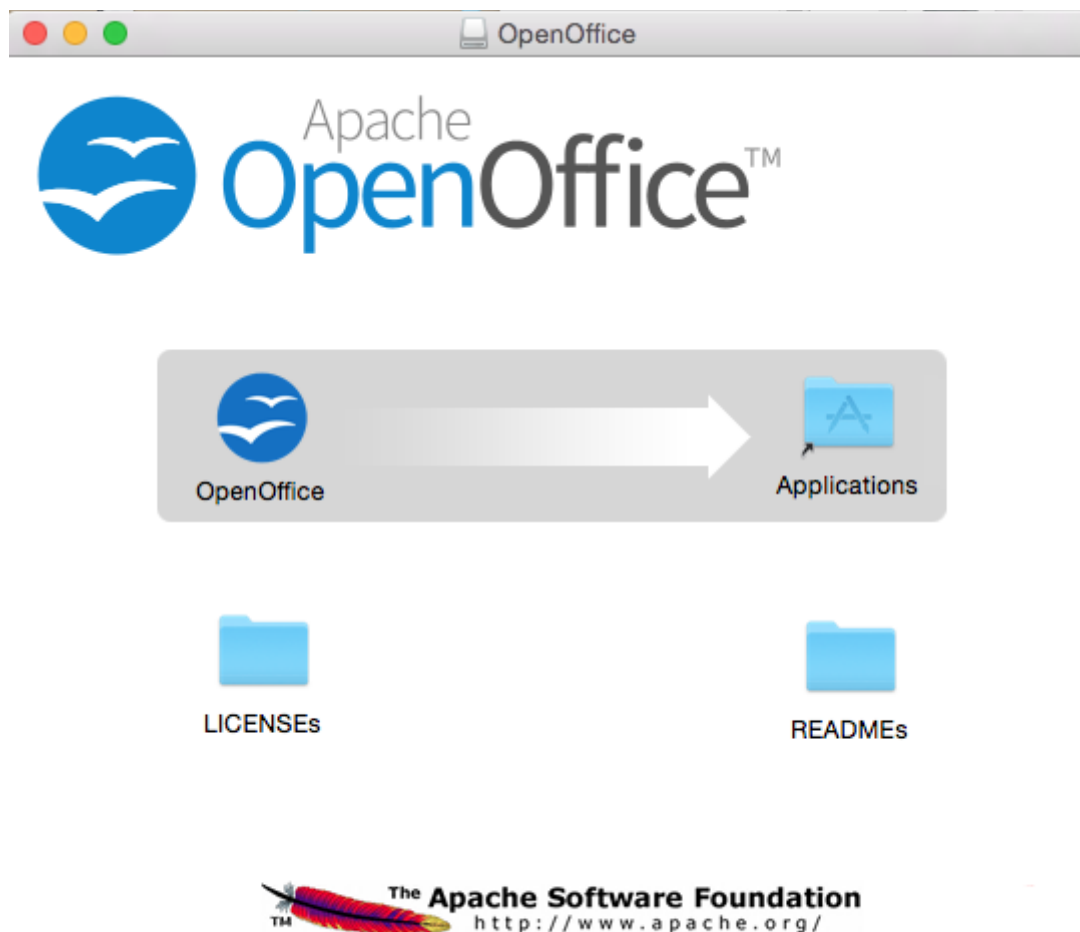 OpenOffice
Apache
OpenOffice™
OpenOffice
Applications
LICENSEs
READMEs
The Apache Software Foundation
TM
http://www.apache.org/